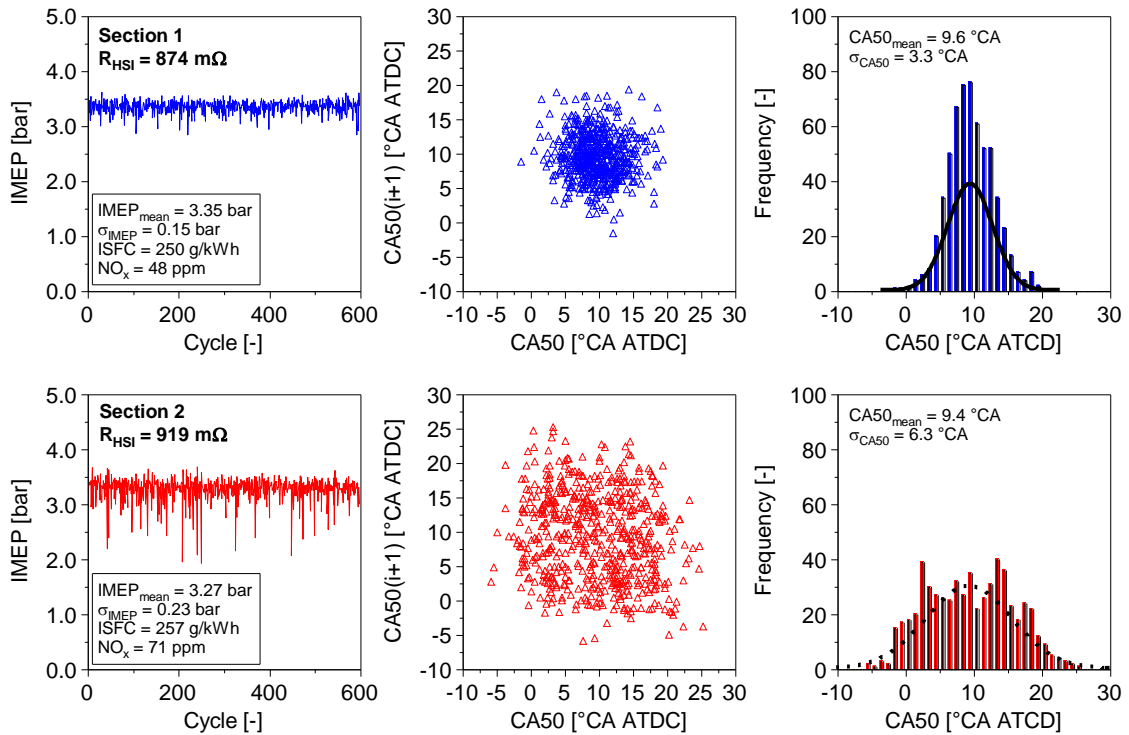 5.0
4.0
3.0
2.0
1.0
0.0
IMEP [bar]
Section 1
R_HSI = 874 mΩ
IMEP_mean = 3.35 bar
σ_IMEP = 0.15 bar
ISFC = 250 g/kWh
NO_x = 48 ppm
0 200 400 600
Cycle [-]
30
25
20
15
10
5
0
-5
-10
CA50(i+1) [°CA ATDC]
-10 -5 0 5 10 15 20 25 30
CA50 [°CA ATDC]
100
80
60
40
20
0
Frequency [-]
CA50_mean = 9.6 °CA
σ_CA50 = 3.3 °CA
-10 0 10 20 30
CA50 [°CA ATCD]
5.0
4.0
3.0
2.0
1.0
0.0
IMEP [bar]
Section 2
R_HSI = 919 mΩ
IMEP_mean = 3.27 bar
σ_IMEP = 0.23 bar
ISFC = 257 g/kWh
NO_x = 71 ppm
0 200 400 600
Cycle [-]
30
25
20
15
10
5
0
-5
-10
CA50(i+1) [°CA ATDC]
-10 -5 0 5 10 15 20 25 30
CA50 [°CA ATDC]
100
80
60
40
20
0
Frequency [-]
CA50_mean = 9.4 °CA
σ_CA50 = 6.3 °CA
-10 0 10 20 30
CA50 [°CA ATCD]